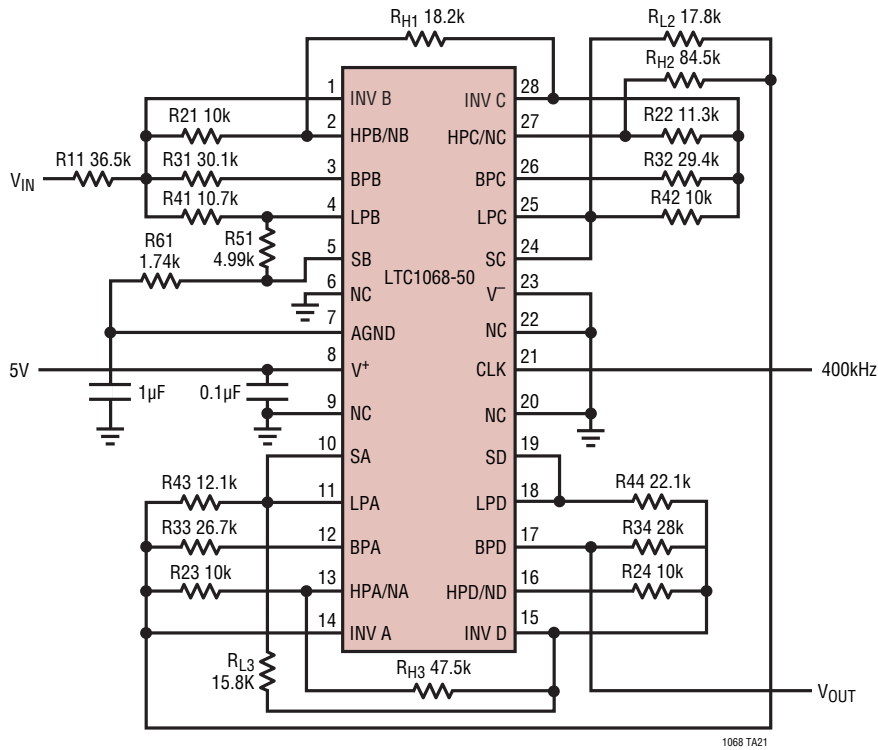 RH1 18.2k
RL2 17.8k
RH2 84.5k
1
INV B
INV C
28
R21 10k
2
HPB/NB
HPC/NC
27
R22 11.3k
R11 36.5k
VIN
R31 30.1k
3
BPB
BPC
26
R32 29.4k
R41 10.7k
4
LPB
LPC
25
R42 10k
R61
1.74k
R51
4.99k
5
SB
SC
24
LTC1068-50
6
NC
V–
23
7
AGND
NC
22
5V
8
V+
CLK
21
400kHz
1µF
0.1µF
9
NC
NC
20
10
SA
SD
19
R43 12.1k
11
LPA
LPD
18
R44 22.1k
R33 26.7k
12
BPA
BPD
17
R34 28k
R23 10k
13
HPA/NA
HPD/ND
16
R24 10k
14
INV A
INV D
15
RL3
15.8K
RH3 47.5k
VOUT
1068 TA21